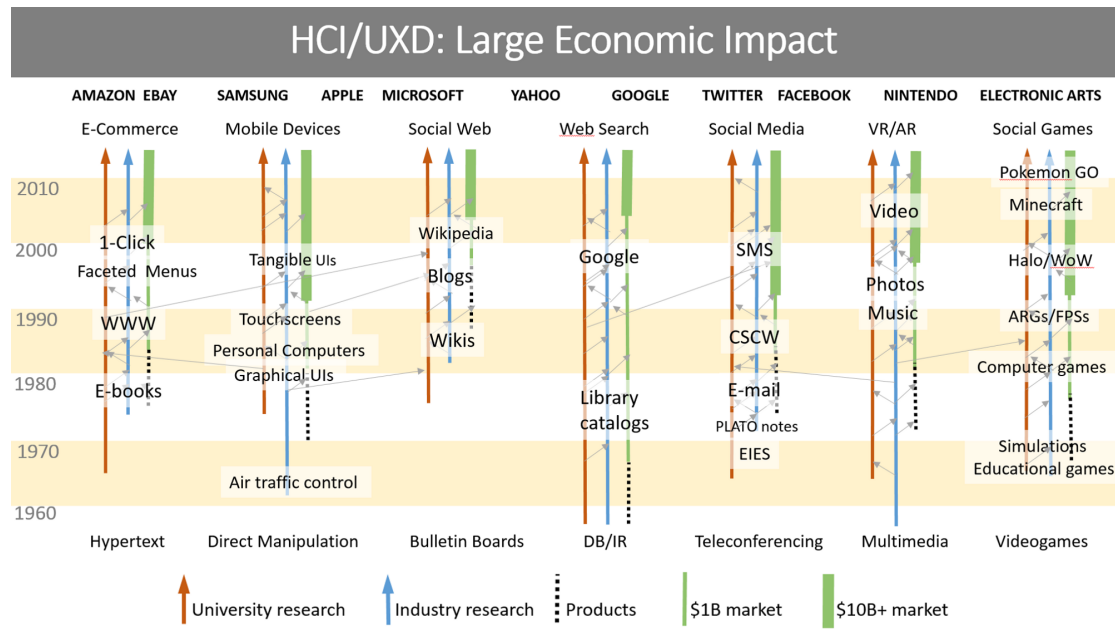 HCI/UXD: Large Economic Impact
AMAZON EBAY SAMSUNG APPLE MICROSOFT YAHOO GOOGLE TWITTER FACEBOOK NINTENDO ELECTRONIC ARTS
E-Commerce Mobile Devices Social Web Web Search Social Media VR/AR Social Games
Pokemon GO
2010
Minecraft
Video
Wikipedia
1-Click
2000
SMS
Google
Tangible UIs
Halo/WoW
Faceted Menus
Blogs
Photos
Music
1990
Touchscreens
ARGs/FPSs
WWW
CSCW
Wikis
Personal Computers
Computer games
Graphical UIs
1980
E-books
E-mail
Library
catalogs
PLATO notes
1970
Simulations
EIES
Educational games
Air traffic control
1960
Hypertext Direct Manipulation Bulletin Boards DB/IR Teleconferencing Multimedia Videogames
University research Industry research Products $1B market $10B+ market